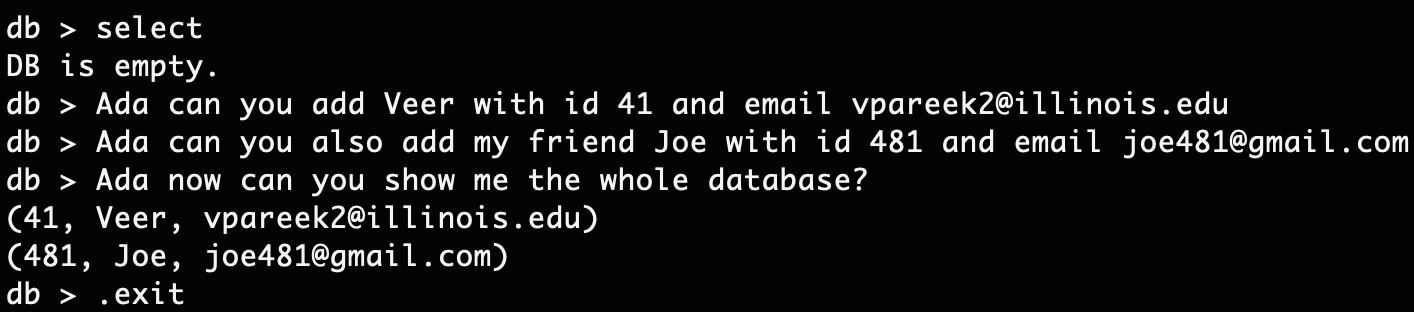 db > select
DB is empty.
db > Ada can you add Veer with id 41 and email vpareek2@illinois.edu
db > Ada can you also add my friend Joe with id 481 and email joe481@gmail.com
db > Ada now can you show me the whole database?
(41, Veer, vpareek2@illinois.edu)
(481, Joe, joe481@gmail.com)
db > .exit